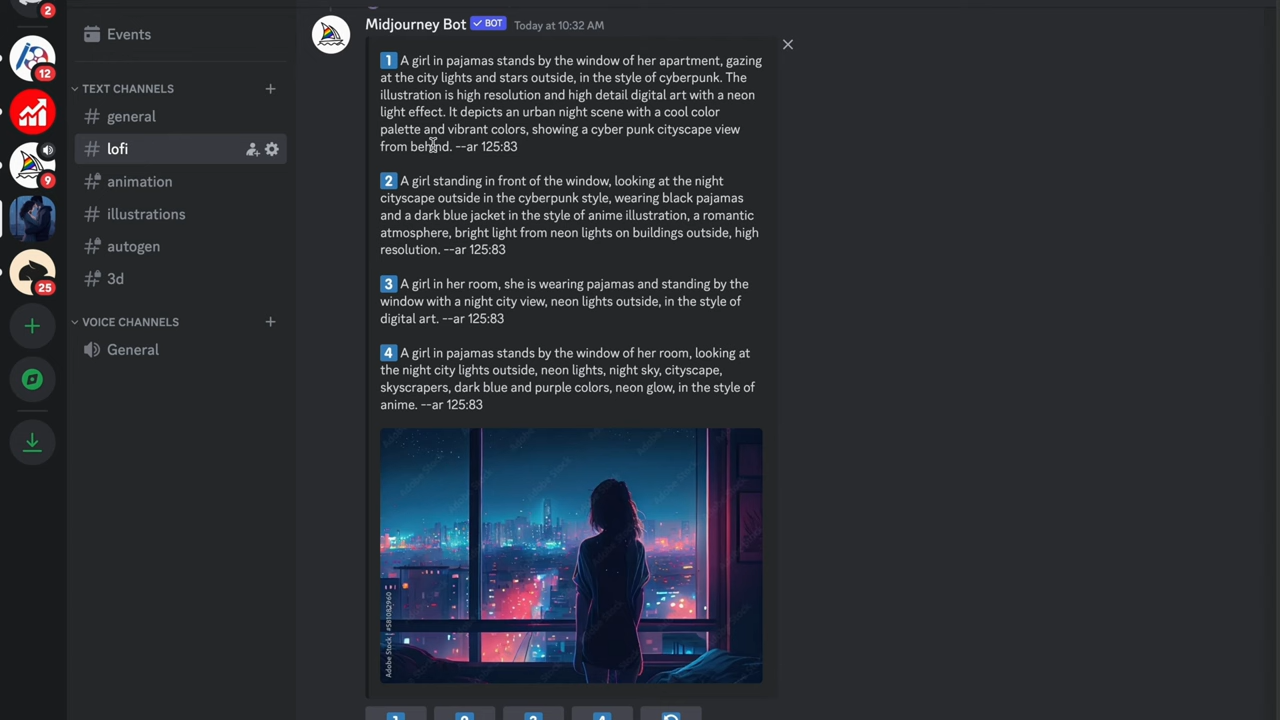 2
Events
Midjourney Bot ✓ BOT Today at 10:32 AM
12
TEXT CHANNELS
general
lofi
animation
illustrations
autogen
3d
9
25
VOICE CHANNELS
General
1 A girl in pajamas stands by the window of her apartment, gazing
at the city lights and stars outside, in the style of cyberpunk. The
illustration is high resolution and high detail digital art with a neon
light effect. It depicts an urban night scene with a cool color
palette and vibrant colors, showing a cyber punk cityscape view
from behind. --ar 125:83
2 A girl standing in front of the window, looking at the night
cityscape outside in the cyberpunk style, wearing black pajamas
and a dark blue jacket in the style of anime illustration, a romantic
atmosphere, bright light from neon lights on buildings outside, high
resolution. --ar 125:83
3 A girl in her room, she is wearing pajamas and standing by the
window with a night city view, neon lights outside, in the style of
digital art. --ar 125:83
4 A girl in pajamas stands by the window of her room, looking at
the night city lights outside, neon lights, night sky, cityscape,
skyscrapers, dark blue and purple colors, neon glow, in the style of
anime. --ar 125:83
Adobe Stock | #581082960
1 2 3 4